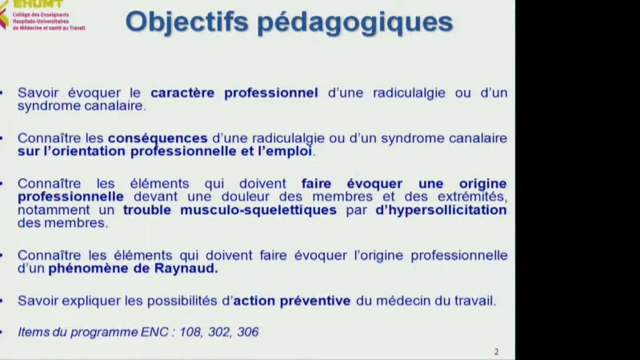 EHUMT
Collège des Enseignants
Hospitalo-Universitaires
de Médecine et santé au Travail
Objectifs pédagogiques
• Savoir évoquer le caractère professionnel d'une radiculalgie ou d'un
syndrome canalaire.
• Connaître les conséquences d'une radiculalgie ou d'un syndrome canalaire
sur l'orientation professionnelle et l'emploi.
• Connaître les éléments qui doivent faire évoquer une origine
professionnelle devant une douleur des membres et des extrémités,
notamment un trouble musculo-squelettiques par d'hypersollicitation
des membres.
• Connaître les éléments qui doivent faire évoquer l'origine professionnelle
d'un phénomène de Raynaud.
• Savoir expliquer les possibilités d'action préventive du médecin du travail.
• Items du programme ENC : 108, 302, 306
2